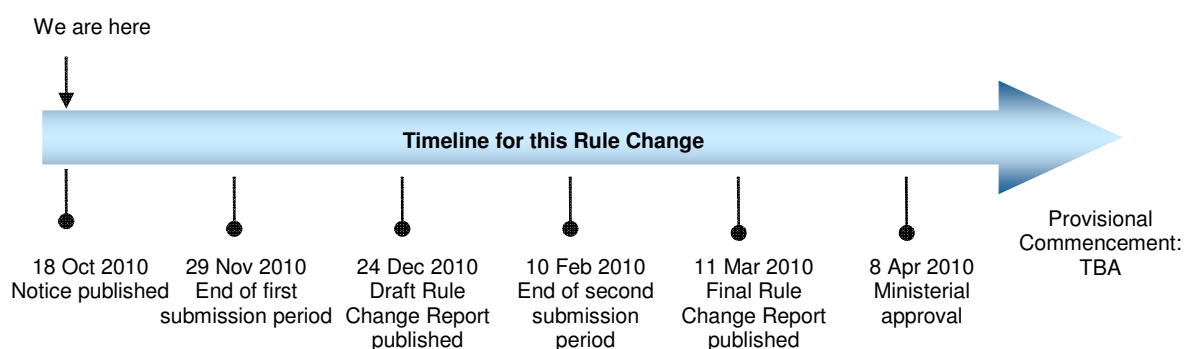 We are here
Timeline for this Rule Change
18 Oct 2010
Notice published
29 Nov 2010
End of first
submission period
24 Dec 2010
Draft Rule
Change Report
published
10 Feb 2010
End of second
submission
period
11 Mar 2010
Final Rule
Change Report
published
8 Apr 2010
Ministerial
approval
Provisional
Commencement:
TBA